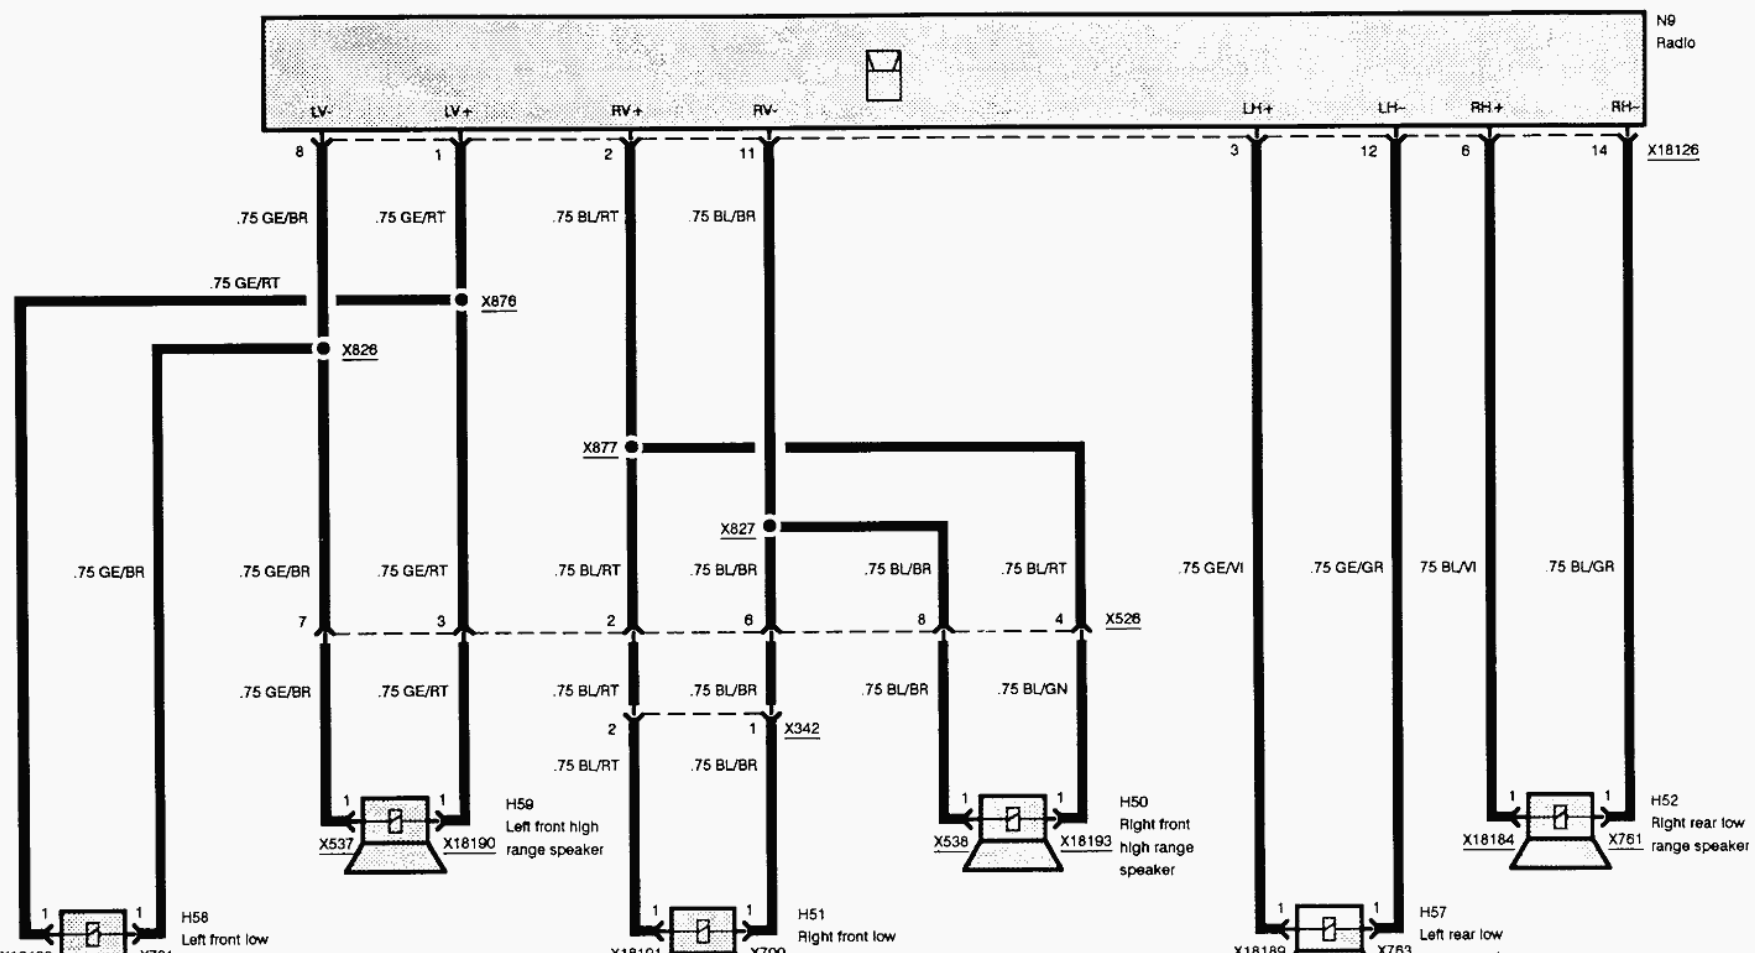 N9
Radio
LV-
LV+
RV+
RV-
LH+
LH-
RH+
RH-
8
1
2
11
3
12
6
14
X18126
.75 GE/BR
.75 GE/RT
.75 BL/RT
.75 BL/BR
.75 GE/RT
X876
X826
X877
X827
.75 GE/BR
.75 GE/BR
.75 GE/RT
.75 BL/RT
.75 BL/BR
.75 BL/BR
.75 BL/RT
.75 GE/VI
.75 GE/GR
75 BL/VI
.75 BL/GR
7
3
2
6
8
4
X526
.75 GE/BR
.75 GE/RT
.75 BL/RT
.75 BL/BR
.75 BL/BR
.75 BL/GN
2
1
X342
.75 BL/RT
.75 BL/BR
1
1
H59
Left front high
range speaker
X537
X18190
1
1
H50
Right front
high range
speaker
X538
X18193
1
1
H52
Right rear low
range speaker
X18184
X761
1
1
H58
Left front low
1
1
H51
Right front low
1
1
H57
Left rear low
X18189
X763